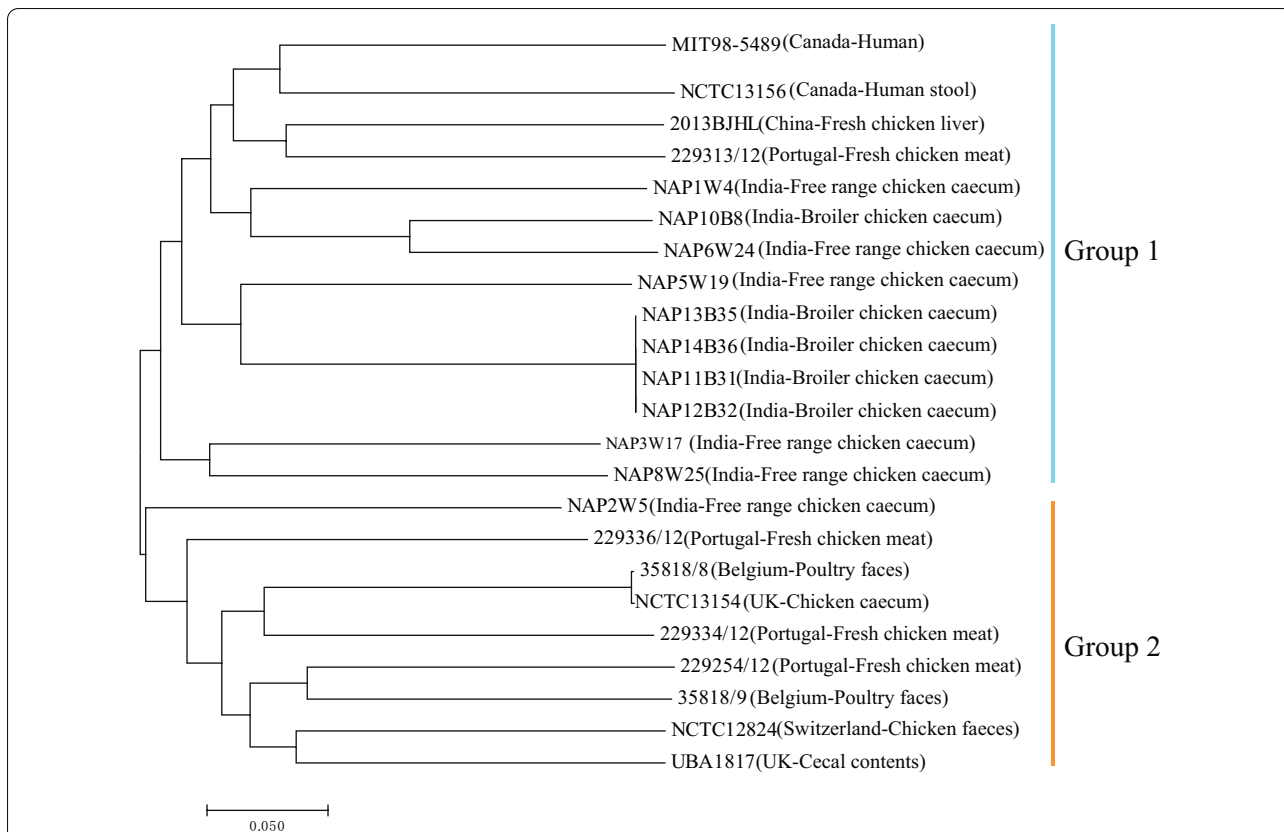 MIT98-5489(Canada-Human)
NCTC13156(Canada-Human stool)
2013BJHL(China-Fresh chicken liver)
229313/12(Portugal-Fresh chicken meat)
NAP1W4(India-Free range chicken caecum)
NAP10B8(India-Broiler chicken caecum)
NAP6W24(India-Free range chicken caecum)
Group 1
NAP5W19(India-Free range chicken caecum)
NAP13B35(India-Broiler chicken caecum)
NAP14B36(India-Broiler chicken caecum)
NAP11B31(India-Broiler chicken caecum)
NAP12B32(India-Broiler chicken caecum)
NAP3W17 (India-Free range chicken caecum)
NAP8W25(India-Free range chicken caecum)
NAP2W5(India-Free range chicken caecum)
229336/12(Portugal-Fresh chicken meat)
35818/8(Belgium-Poultry faces)
NCTC13154(UK-Chicken caecum)
229334/12(Portugal-Fresh chicken meat)
Group 2
229254/12(Portugal-Fresh chicken meat)
35818/9(Belgium-Poultry faces)
NCTC12824(Switzerland-Chicken faeces)
UBA1817(UK-Cecal contents)
0.050